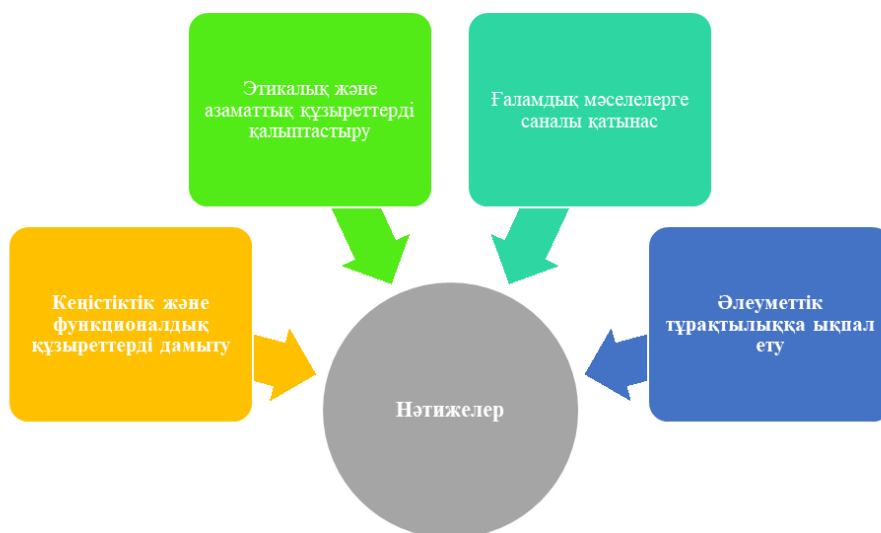 Этикалық және
азаматтық құзыреттерді
қалыптастыру
Ғаламдық мәселелерге
саналы қатынас
Кеңістіктік және
функционалдық
құзыреттерді дамыту
Әлеуметтік
тұрақтылыққа ықпал
ету
Нәтижелер